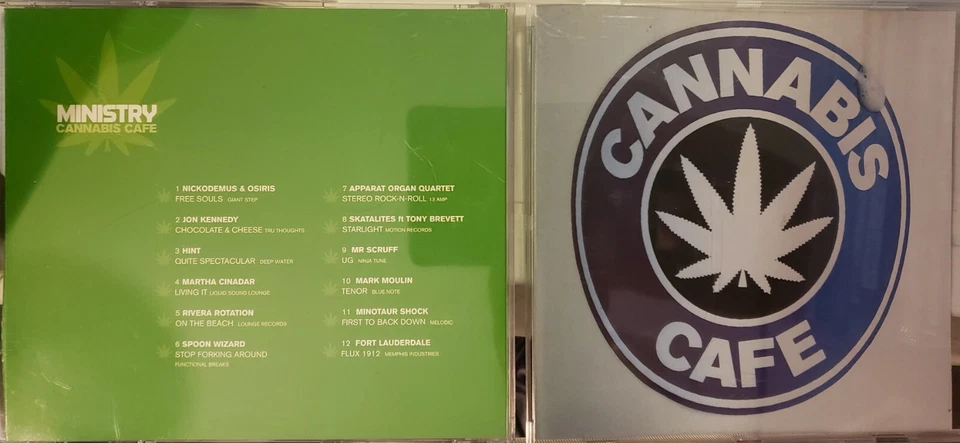 MINISTRY
CANNABIS CAFE
1 NICKODEMUS & OSIRIS
FREE SOULS GIANT STEP
2 JON KENNEDY
CHOCOLATE & CHEESE TRU THOUGHTS
3 HINT
QUITE SPECTACULAR DEEP WATER
4 MARTHA CINADAR
LIVING IT LIQUID SOUND LOUNGE
5 RIVERA ROTATION
ON THE BEACH LOUNGE RECORDS
6 SPOON WIZARD
STOP FORKING AROUND
FUNCTIONAL BREAKS
7 APPARAT ORGAN QUARTET
STEREO ROCK-N-ROLL 13 AMP
8 SKATALITES ft TONY BREVETT
STARLIGHT MOTION RECORDS
9 MR SCRUFF
UG NINJA TUNE
10 MARK MOULIN
TENOR BLUE NOTE
11 MINOTAUR SHOCK
FIRST TO BACK DOWN MELODIC
12 FORT LAUDERDALE
FLUX 1912 MEMPHIS INDUSTRIES
CANNABIS
CAFE